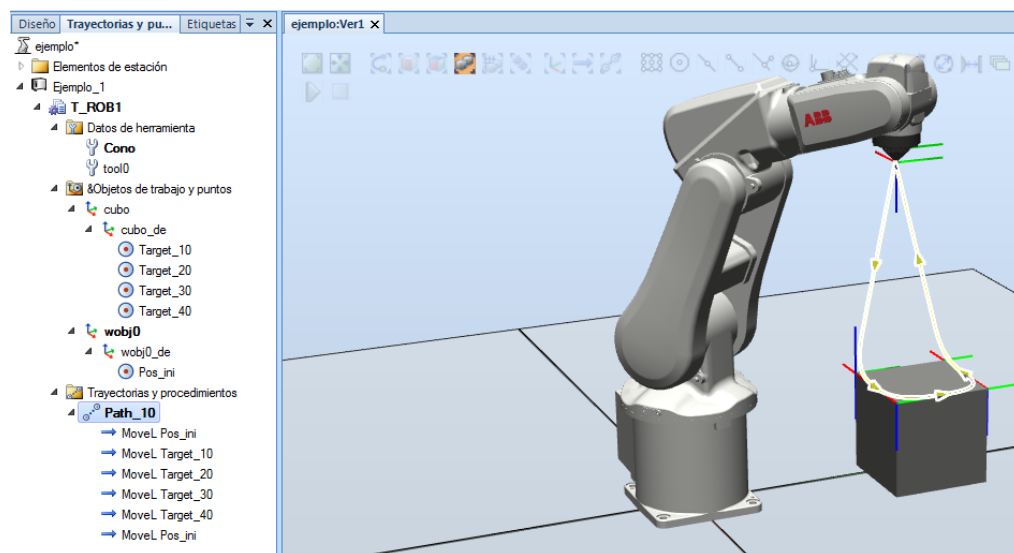 Diseño Trayectorias y pu... Etiquetas
ejemplo:Ver1
ejemplo*
Elementos de estación
Ejemplo_1
T_ROB1
Datos de herramienta
Cono
tool0
&Objetos de trabajo y puntos
cubo
cubo_de
Target_10
Target_20
Target_30
Target_40
wobj0
wobj0_de
Pos_ini
Trayectorias y procedimientos
Path_10
MoveL Pos_ini
MoveL Target_10
MoveL Target_20
MoveL Target_30
MoveL Target_40
MoveL Pos_ini
ABB